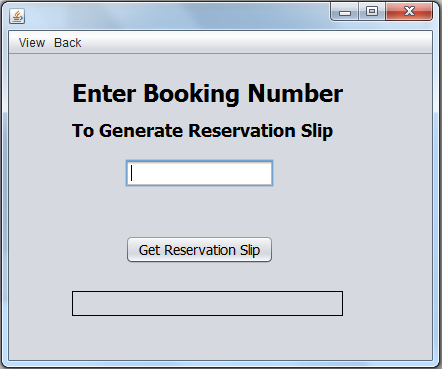 View Back
Enter Booking Number
To Generate Reservation Slip
Get Reservation Slip